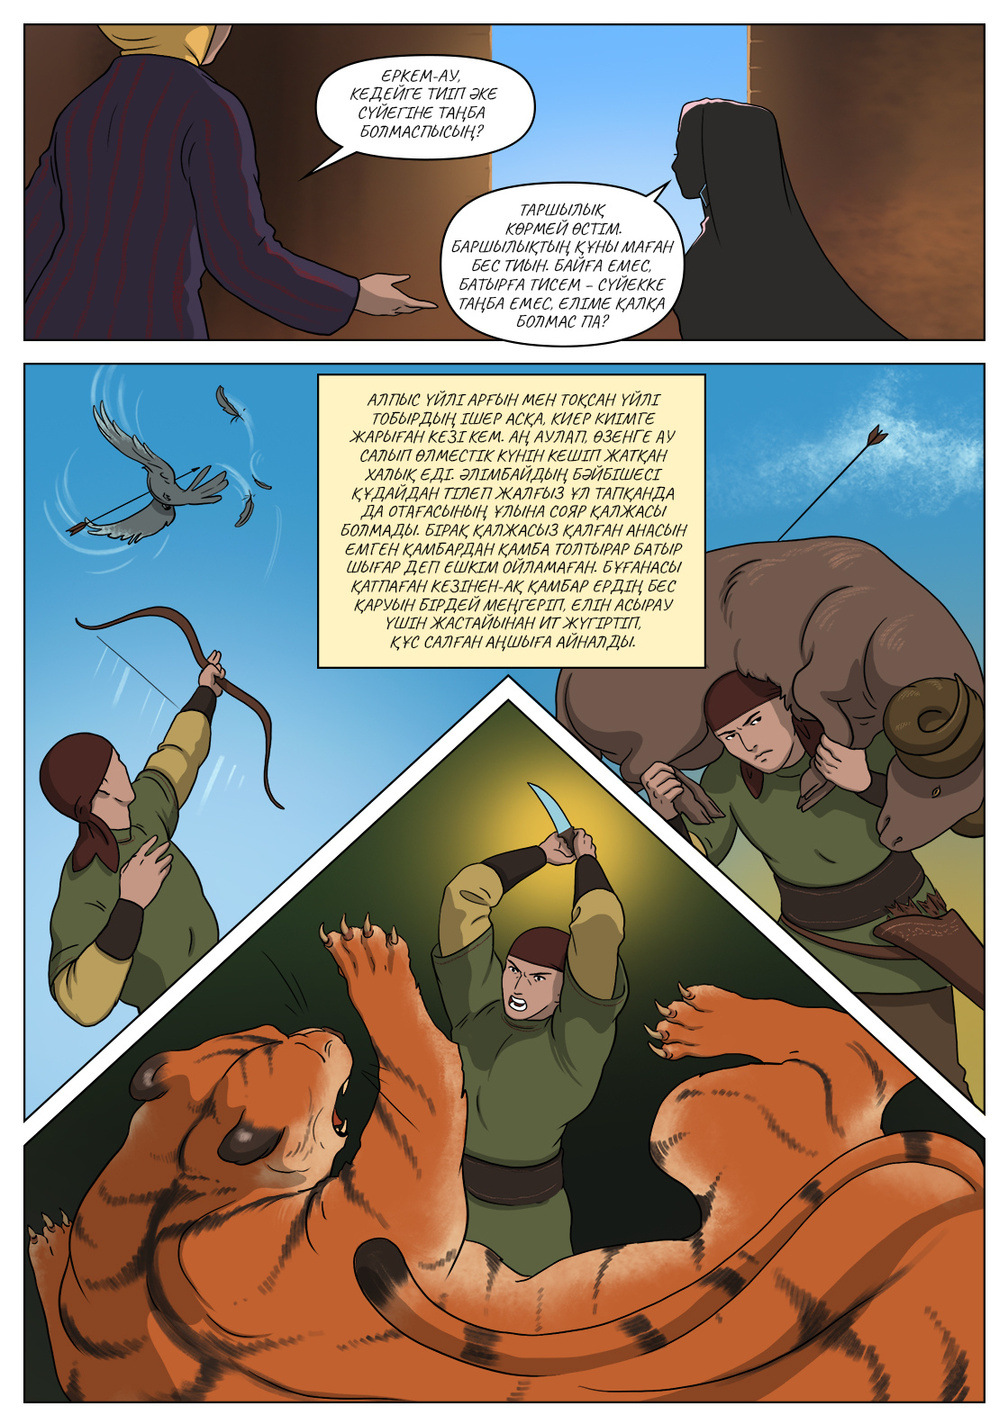 ЕРКЕМ-АУ,
КЕДЕЙГЕ ТИІП ӘКЕ
СҮЙЕГІНЕ ТАҢБА
БОЛМАСПЫСЫҢ?
ТАРШЫЛЫҚ
КӨРМЕЙ ӨСТІМ.
БАРШЫЛЫҚТЫҢ ҚҰНЫ МАҒАН
БЕС ТИЫН. БАЙҒА ЕМЕС,
БАТЫРҒА ТИСЕМ – СҮЙЕККЕ
ТАҢБА ЕМЕС, ЕЛІМЕ ҚАЛҚА
БОЛМАС ПА?
АЛПЫС ҮЙЛІ АРҒЫН МЕН ТОҚСАН ҮЙЛІ
ТОБЫРДЫҢ ІШЕР АСҚА, КИЕР КИІМГЕ
ЖАРЫҒАН КЕЗІ КЕМ. АҢ АУЛАП, ӨЗЕНГЕ АУ
САЛЫП ӨЛМЕСТІК КҮНІН КЕШІП ЖАТҚАН
ХАЛЫҚ ЕДІ. ӘЛІМБАЙДЫҢ БӘЙБІШЕСІ
ҚҰДАЙДАН ТІЛЕП ЖАЛҒЫЗ ҰЛ ТАПҚАНДА
ДА ОТАҒАСЫНЫҢ ҰЛЫНА СОЯР ҚАЛЖАСЫ
БОЛМАДЫ. БІРАҚ ҚАЛЖАСЫЗ ҚАЛҒАН АНАСЫН
ЕМГЕН ҚАМБАРДАН ҚАМБА ТОЛТЫРАР БАТЫР
ШЫҒАР ДЕП ЕШКІМ ОЙЛАМАҒАН. БҰҒАНАСЫ
ҚАТПАҒАН КЕЗІНЕН-АҚ ҚАМБАР ЕРДІҢ БЕС
ҚАРУЫН БІРДЕЙ МЕҢГЕРІП, ЕЛІН АСЫРАУ
ҮШІН ЖАСТАЙЫНАН ИТ ЖҮГІРТІП,
ҚҰС САЛҒАН АҢШЫҒА АЙНАЛДЫ.